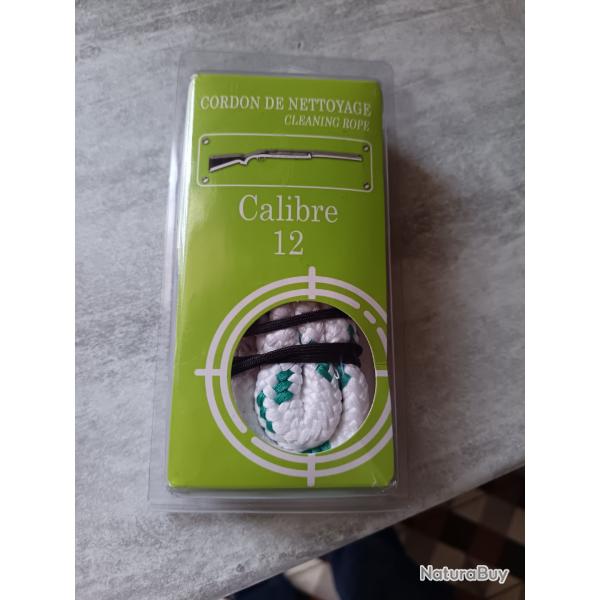 CORDON DE NETTOYAGE
CLEANING ROPE
Calibre
12
NaturaBuy